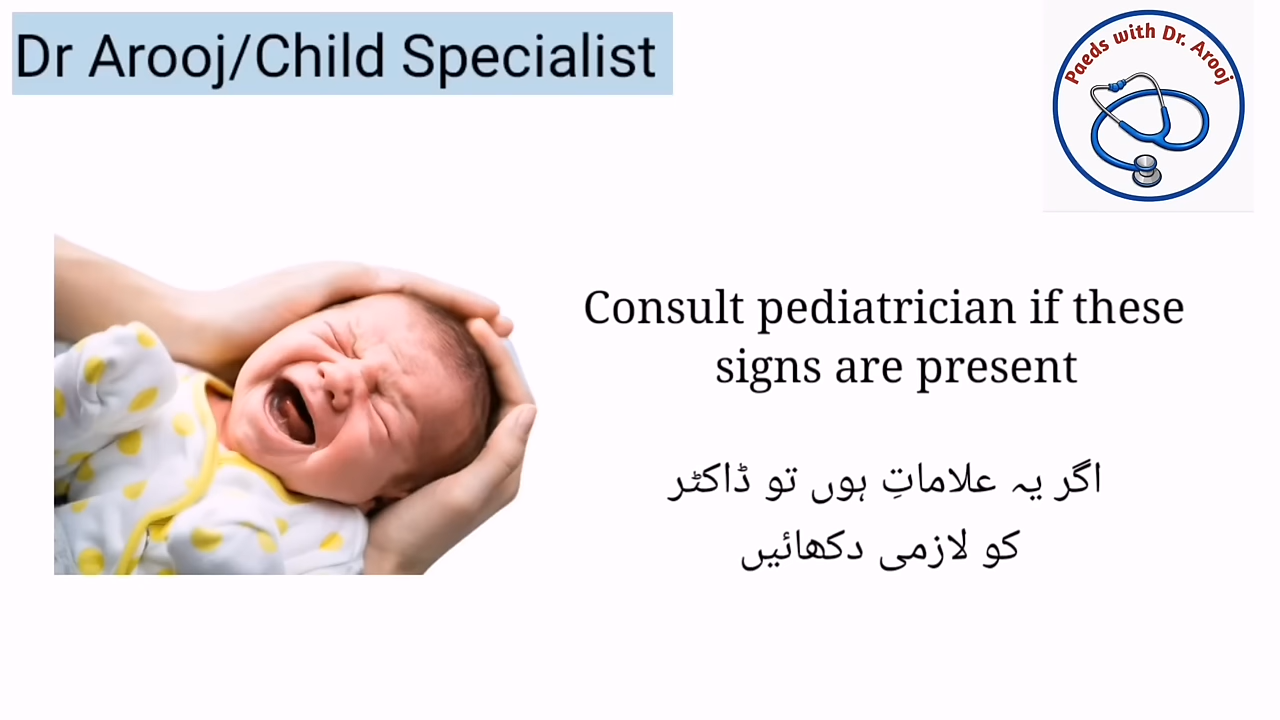 Dr Arooj/Child Specialist
Paeds with Dr. Arooj
Consult pediatrician if these
signs are present
اگر یہ علاماتِ ہوں تو ڈاکٹر
کو لازمی دکھائیں